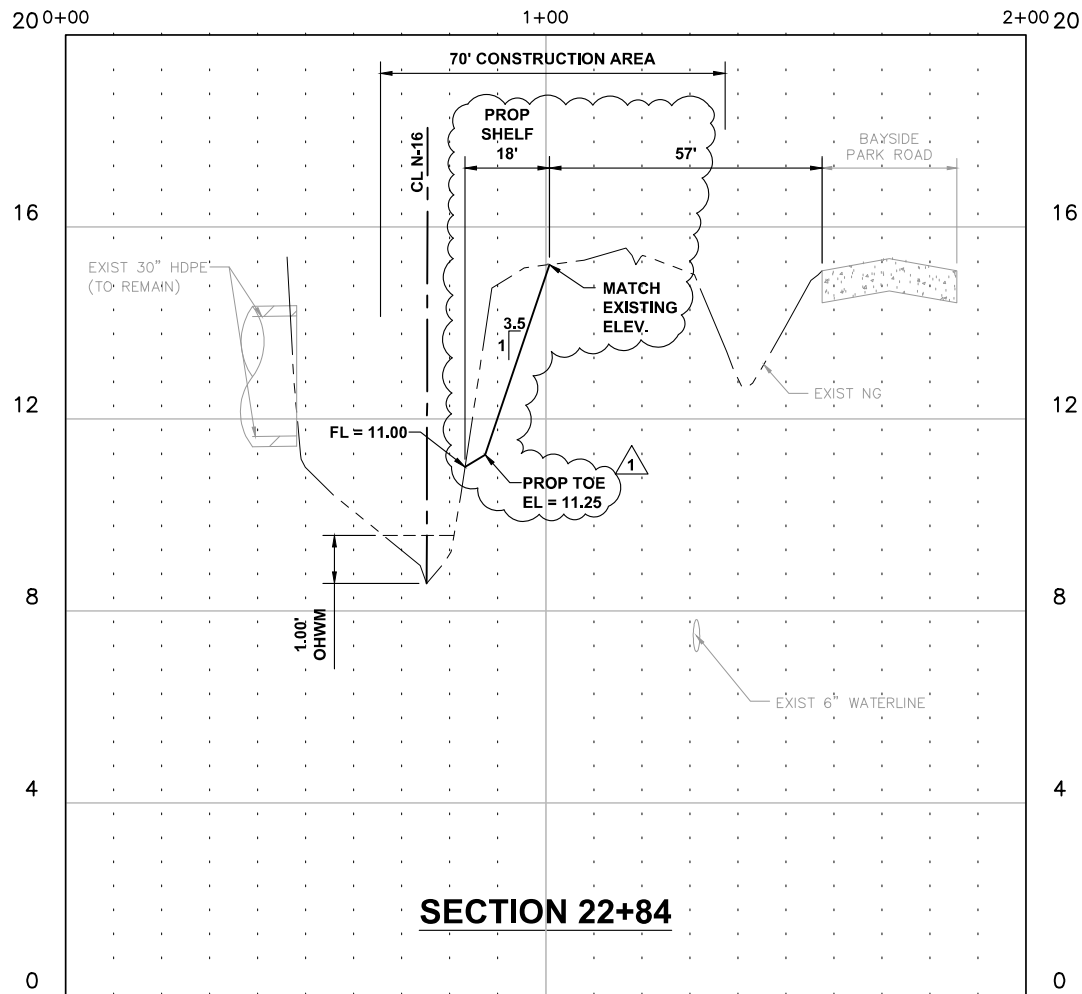 0+00 1+00 2+00
20 20
70' CONSTRUCTION AREA
PROP
SHELF
18'
57'
BAYSIDE
PARK ROAD
CL N-16
16 16
EXIST 30" HDPE
(TO REMAIN)
MATCH
EXISTING
ELEV.
3.5
1
EXIST NG
12 12
FL = 11.00
1
PROP TOE
EL = 11.25
8 8
1.00'
OHWM
EXIST 6" WATERLINE
4 4
SECTION 22+84
0 0